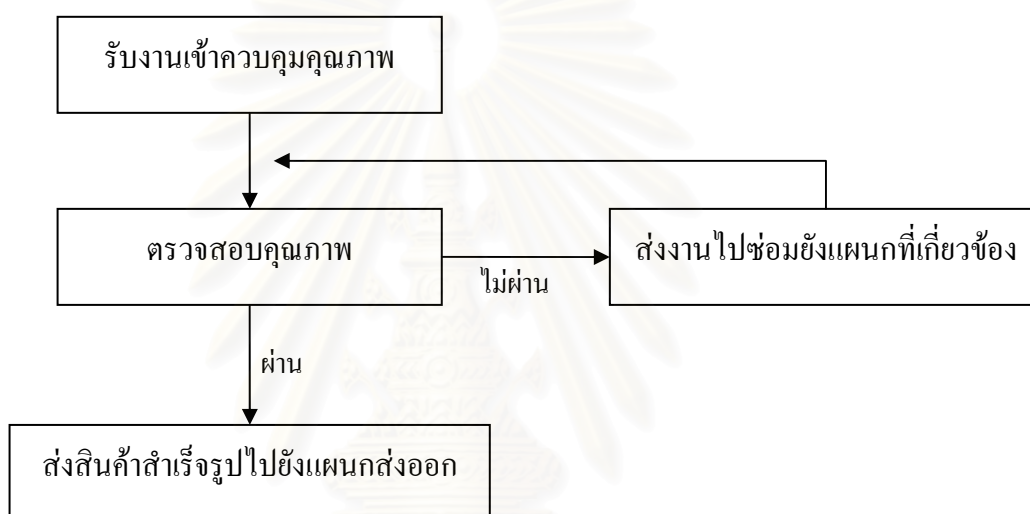 รับงานเข้าควบคุมคุณภาพ
ตรวจสอบคุณภาพ
ส่งงานไปซ่อมยังแผนกที่เกี่ยวข้อง
ไม่ผ่าน
ผ่าน
ส่งสินค้าสำเร็จรูปไปยังแผนกส่งออก